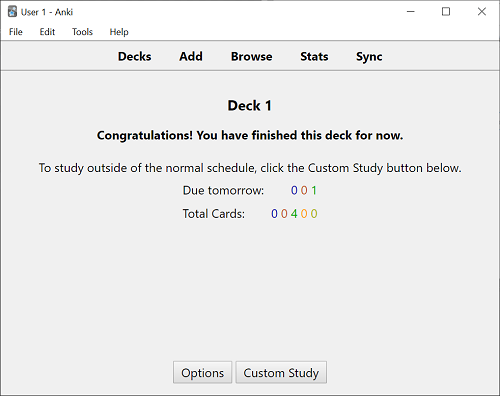 User 1 - Anki
File Edit Tools Help
Decks Add Browse Stats Sync
Deck 1
Congratulations! You have finished this deck for now.
To study outside of the normal schedule, click the Custom Study button below.
Due tomorrow: 0 0 1
Total Cards: 0 0 4 0 0
Options Custom Study